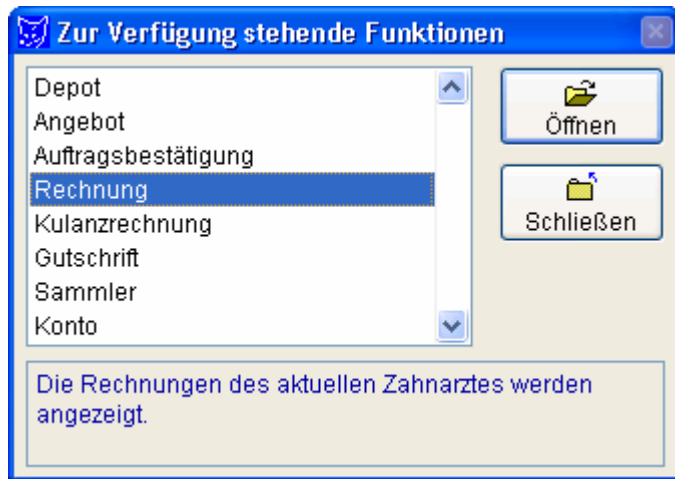 Zur Verfügung stehende Funktionen
Depot
Angebot
Auftragsbestätigung
Rechnung
Kulanzrechnung
Gutschrift
Sammler
Konto
Öffnen
Schließen
Die Rechnungen des aktuellen Zahnarztes werden
angezeigt.